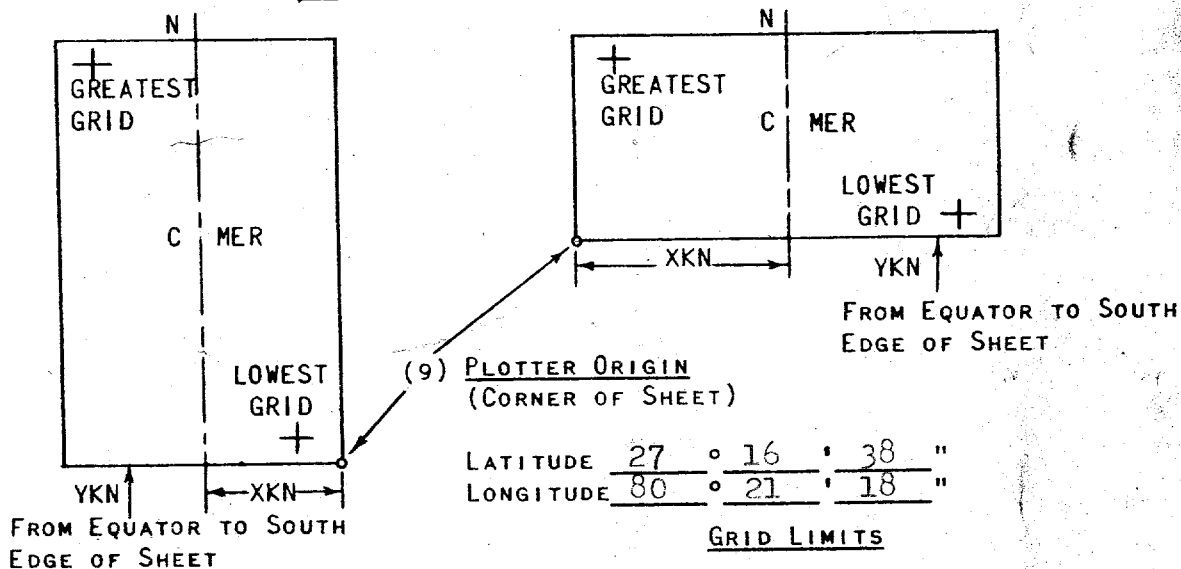 N
GREATEST
GRID
C MER
LOWEST
GRID
YKN
XKN
FROM EQUATOR TO SOUTH
EDGE OF SHEET
N
GREATEST
GRID
C MER
LOWEST
GRID
XKN
YKN
FROM EQUATOR TO SOUTH
EDGE OF SHEET
(9) PLOTTER ORIGIN
(CORNER OF SHEET)
LATITUDE 27 ° 16 ' 38 "
LONGITUDE 80 ° 21 ' 18 "
GRID LIMITS